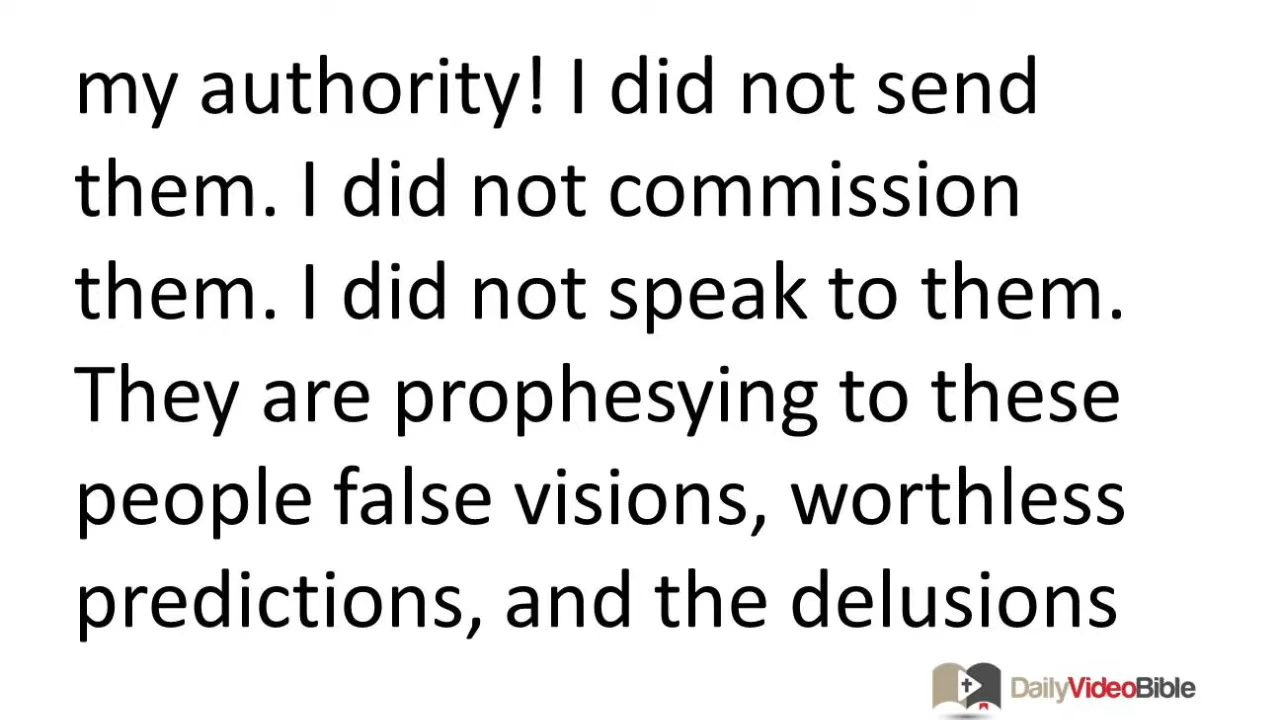 my authority! I did not send
them. I did not commission
them. I did not speak to them.
They are prophesying to these
people false visions, worthless
predictions, and the delusions
DailyVideoBible